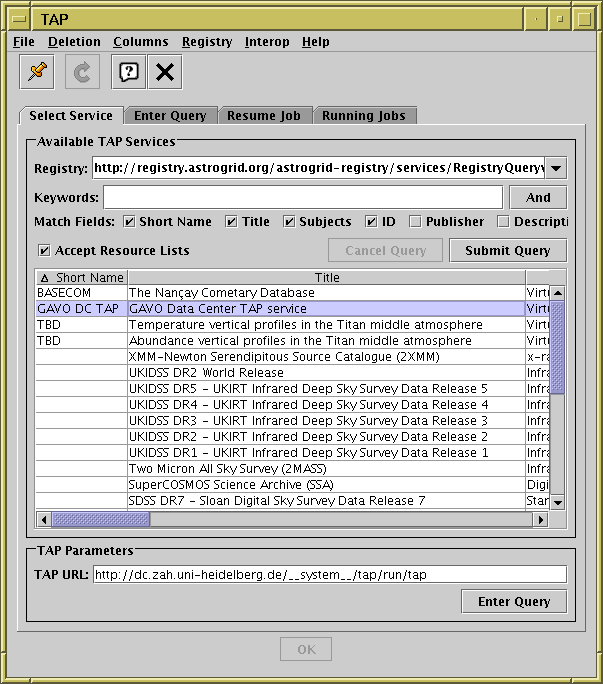 TAP
File Deletion Columns Registry Interop Help
Select Service Enter Query Resume Job Running Jobs
Available TAP Services
Registry: http://registry.astrogrid.org/astrogrid-registry/services/RegistryQueryv
Keywords: And
Match Fields: Short Name Title Subjects ID Publisher Descripti
Accept Resource Lists Cancel Query Submit Query
Short Name Title
BASECOM The Nançay Cometary Database Virtu
GAVO DC TAP GAVO Data Center TAP service Virtu
TBD Temperature vertical profiles in the Titan middle atmosphere Virtu
TBD Abundance vertical profiles in the Titan middle atmosphere Virtu
XMM-Newton Serendipitous Source Catalogue (2XMM) x-ra
UKIDSS DR2 World Release Infra
UKIDSS DR5 - UKIRT Infrared Deep Sky Survey Data Release 5 Infra
UKIDSS DR4 - UKIRT Infrared Deep Sky Survey Data Release 4 Infra
UKIDSS DR3 - UKIRT Infrared Deep Sky Survey Data Release 3 Infra
UKIDSS DR2 - UKIRT Infrared Deep Sky Survey Data Release 2 Infra
UKIDSS DR1 - UKIRT Infrared Deep Sky Survey Data Release 1 Infra
Two Micron All Sky Survey (2MASS) Infra
SuperCOSMOS Science Archive (SSA) Digi
SDSS DR7 - Sloan Digital Sky Survey Data Release 7 Star
TAP Parameters
TAP URL: http://dc.zah.uni-heidelberg.de/__system__/tap/run/tap
Enter Query
OK